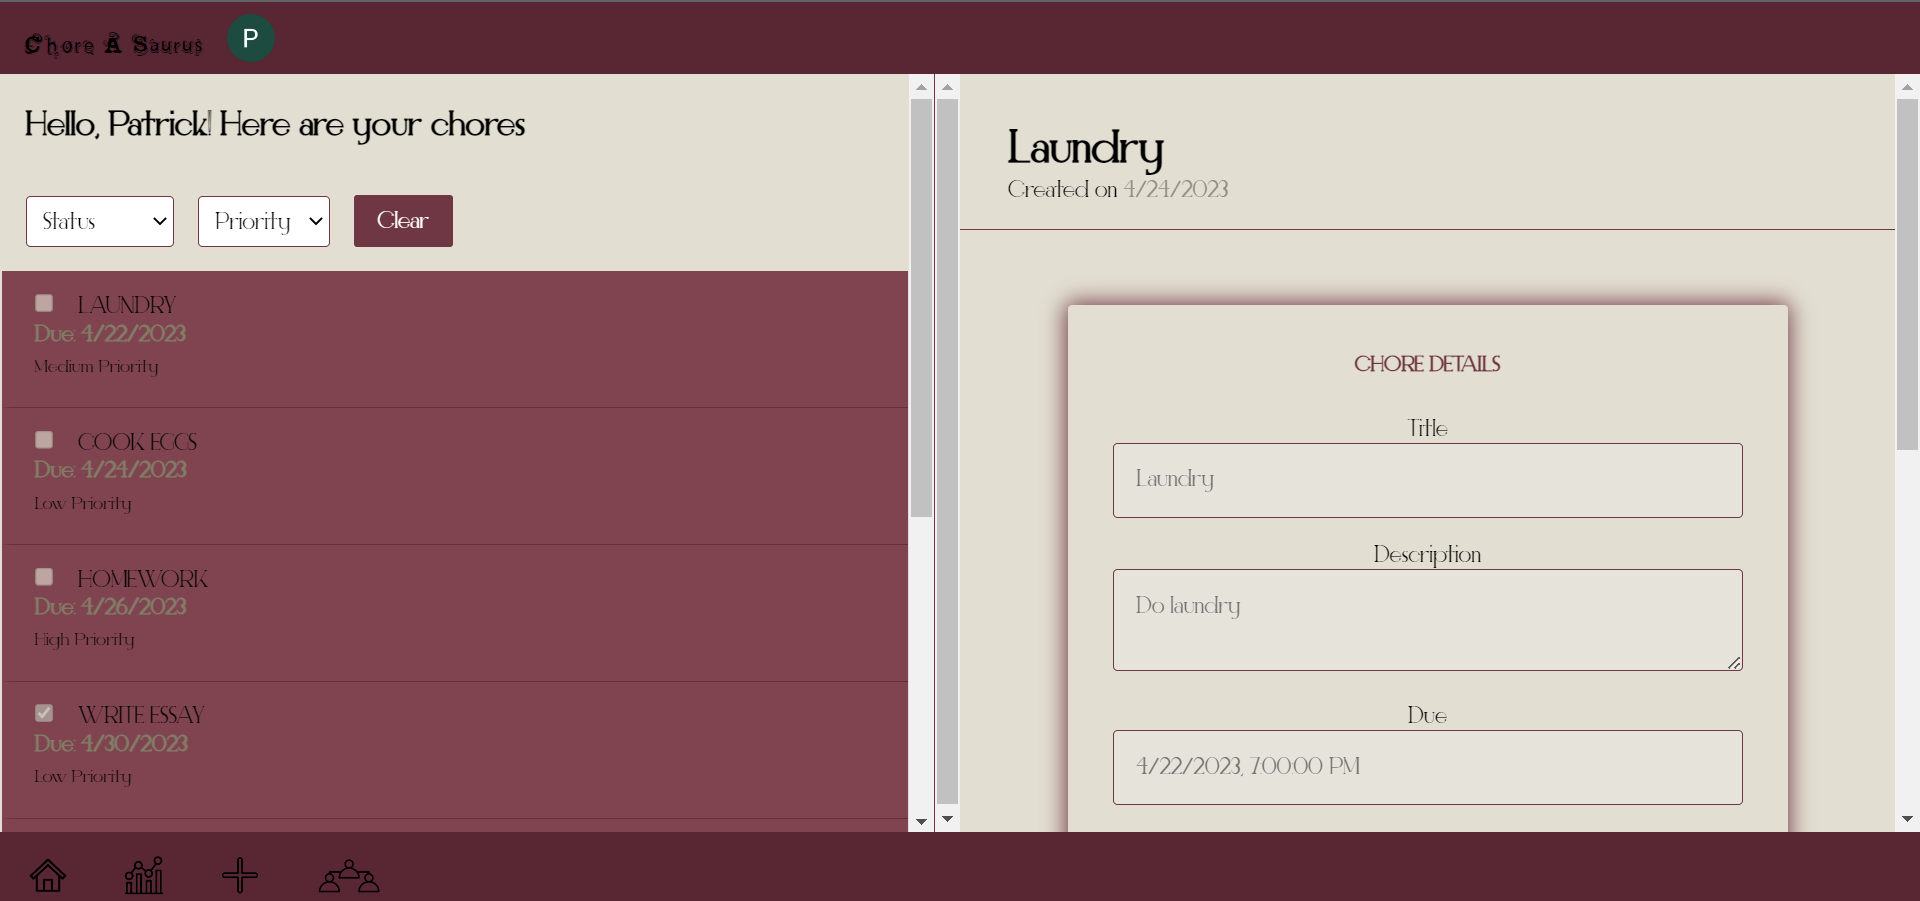 Chore A Saurus
P
Hello, Patrick! Here are your chores
Status
Priority
Clear
LAUNDRY
Due: 4/22/2023
Medium Priority
COOK EGGS
Due: 4/24/2023
Low Priority
HOMEWORK
Due: 4/26/2023
High Priority
WRITE ESSAY
Due: 4/30/2023
Low Priority
Laundry
Created on 4/24/2023
CHORE DETAILS
Title
Laundry
Description
Do laundry
Due
4/22/2023, 7:00:00 PM